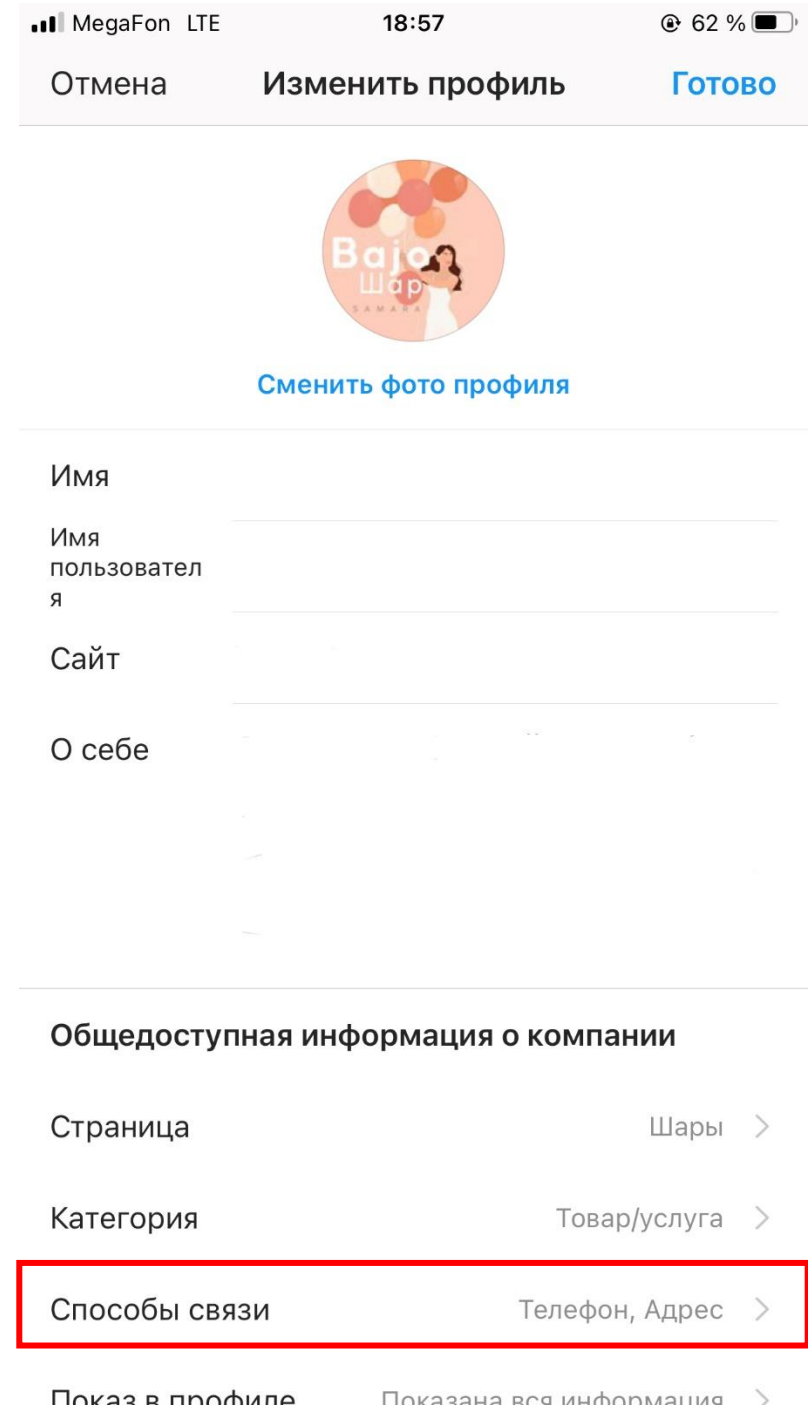 MegaFon LTE 18:57 62 %
Отмена Изменить профиль Готово
Bajo
Шар
SAMARA
Сменить фото профиля
Имя
Имя
пользовател
я
Сайт
О себе
Общедоступная информация о компании
Страница Шары
Категория Товар/услуга
Способы связи Телефон, Адрес
Показ в профиле Показана вся информация